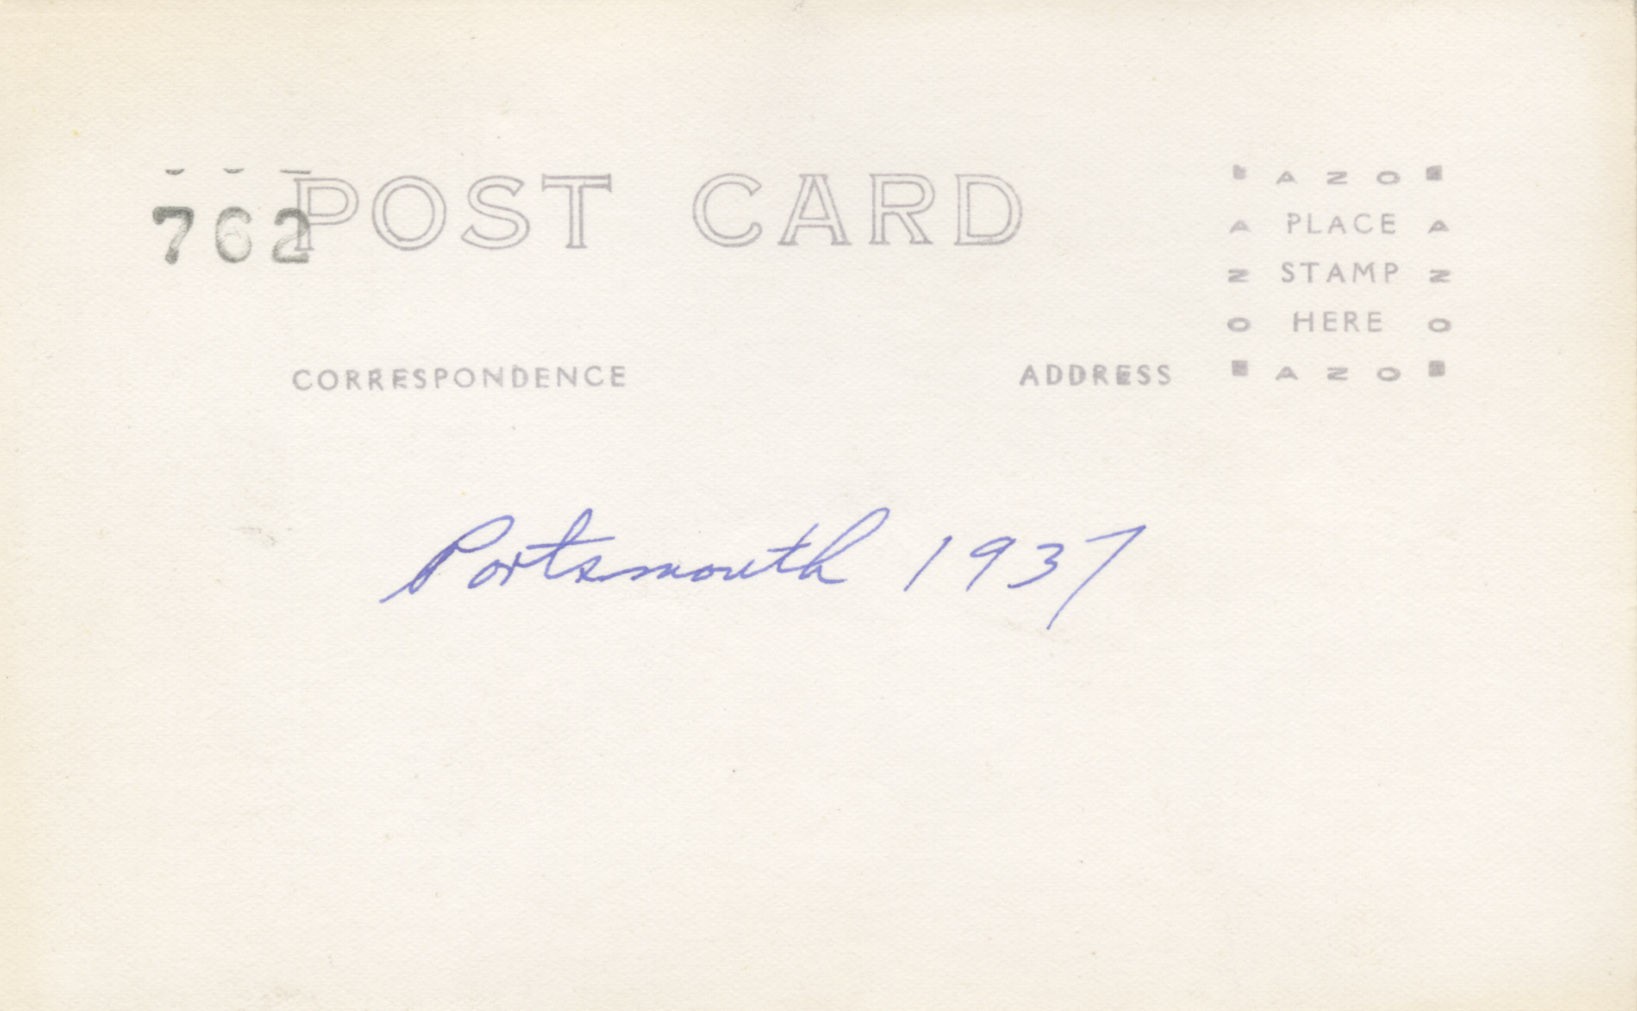 762
POST CARD
AZO
A PLACE A
Z STAMP Z
O HERE O
AZO
CORRESPONDENCE
ADDRESS
Portsmouth 1937